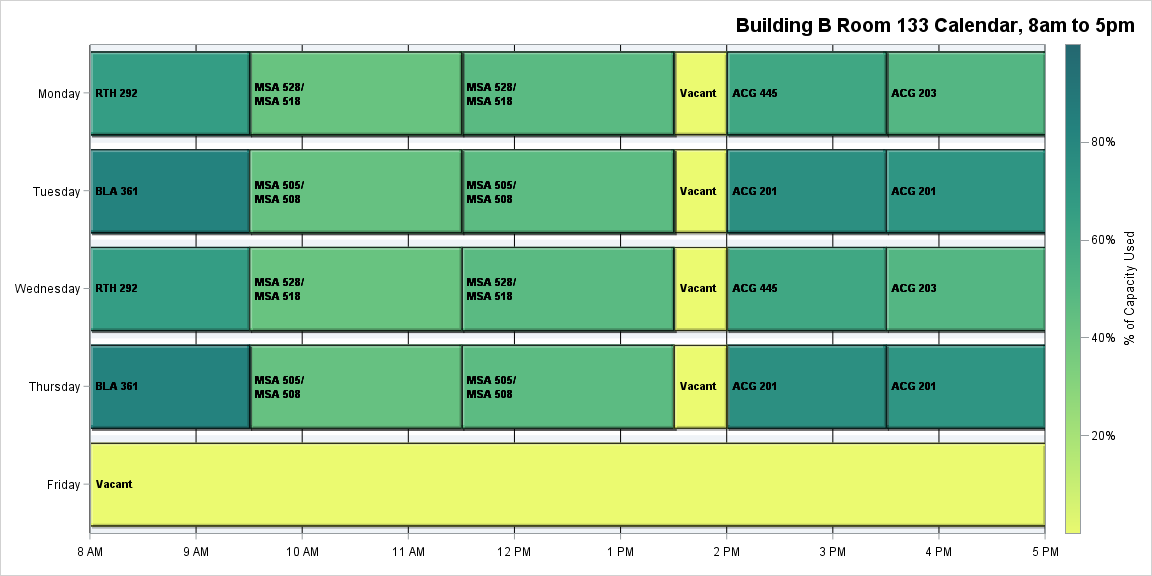 Building B Room 133 Calendar, 8am to 5pm
Monday
RTH 292
MSA 528/
MSA 518
MSA 528/
MSA 518
Vacant
ACG 445
ACG 203
Tuesday
BLA 361
MSA 505/
MSA 508
MSA 505/
MSA 508
Vacant
ACG 201
ACG 201
Wednesday
RTH 292
MSA 528/
MSA 518
MSA 528/
MSA 518
Vacant
ACG 445
ACG 203
Thursday
BLA 361
MSA 505/
MSA 508
MSA 505/
MSA 508
Vacant
ACG 201
ACG 201
Friday
Vacant
8 AM
9 AM
10 AM
11 AM
12 PM
1 PM
2 PM
3 PM
4 PM
5 PM
80%
60%
40%
20%
% of Capacity Used